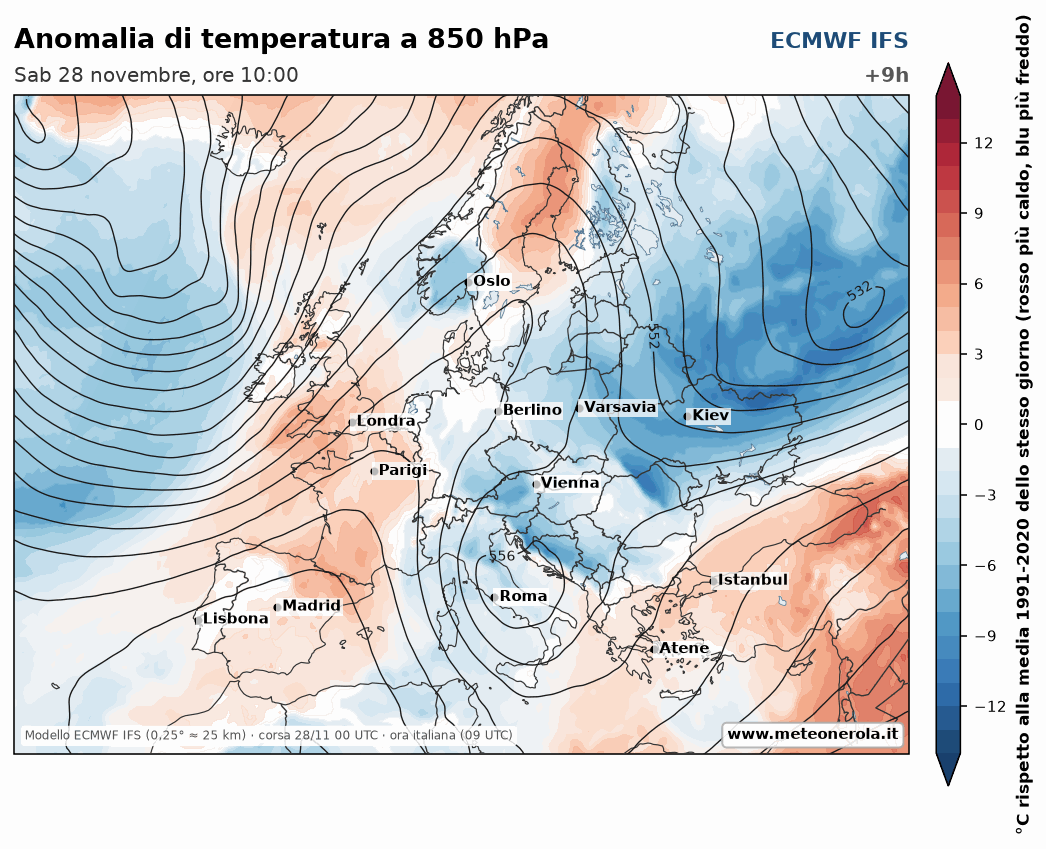 Anomalia di temperatura a 850 hPa
ECMWF IFS
Sab 28 novembre, ore 10:00
+9h
Oslo
532
552
Berlino
Varsavia
Kiev
Londra
Parigi
Vienna
556
Roma
Istanbul
Madrid
Lisbona
Atene
Modello ECMWF IFS (0,25° ≈ 25 km) · corsa 28/11 00 UTC · ora italiana (09 UTC)
www.meteonerola.it
12
9
6
3
0
−3
−6
−9
−12
°C rispetto alla media 1991-2020 dello stesso giorno (rosso più caldo, blu più freddo)